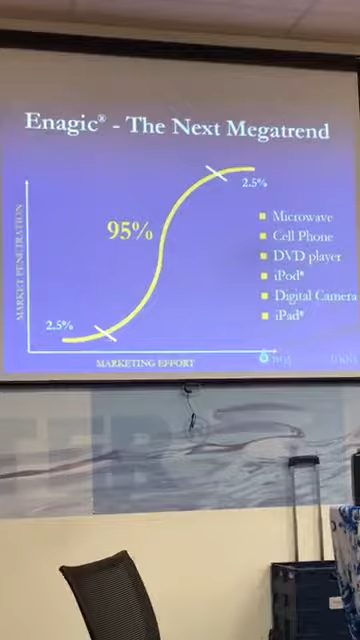 Enagic® - The Next Megatrend
2.5%
95%
Microwave
Cell Phone
DVD player
iPod*
Digital Camera
iPad*
2.5%
MARKET PENETRATION
MARKETING EFFORT
TER